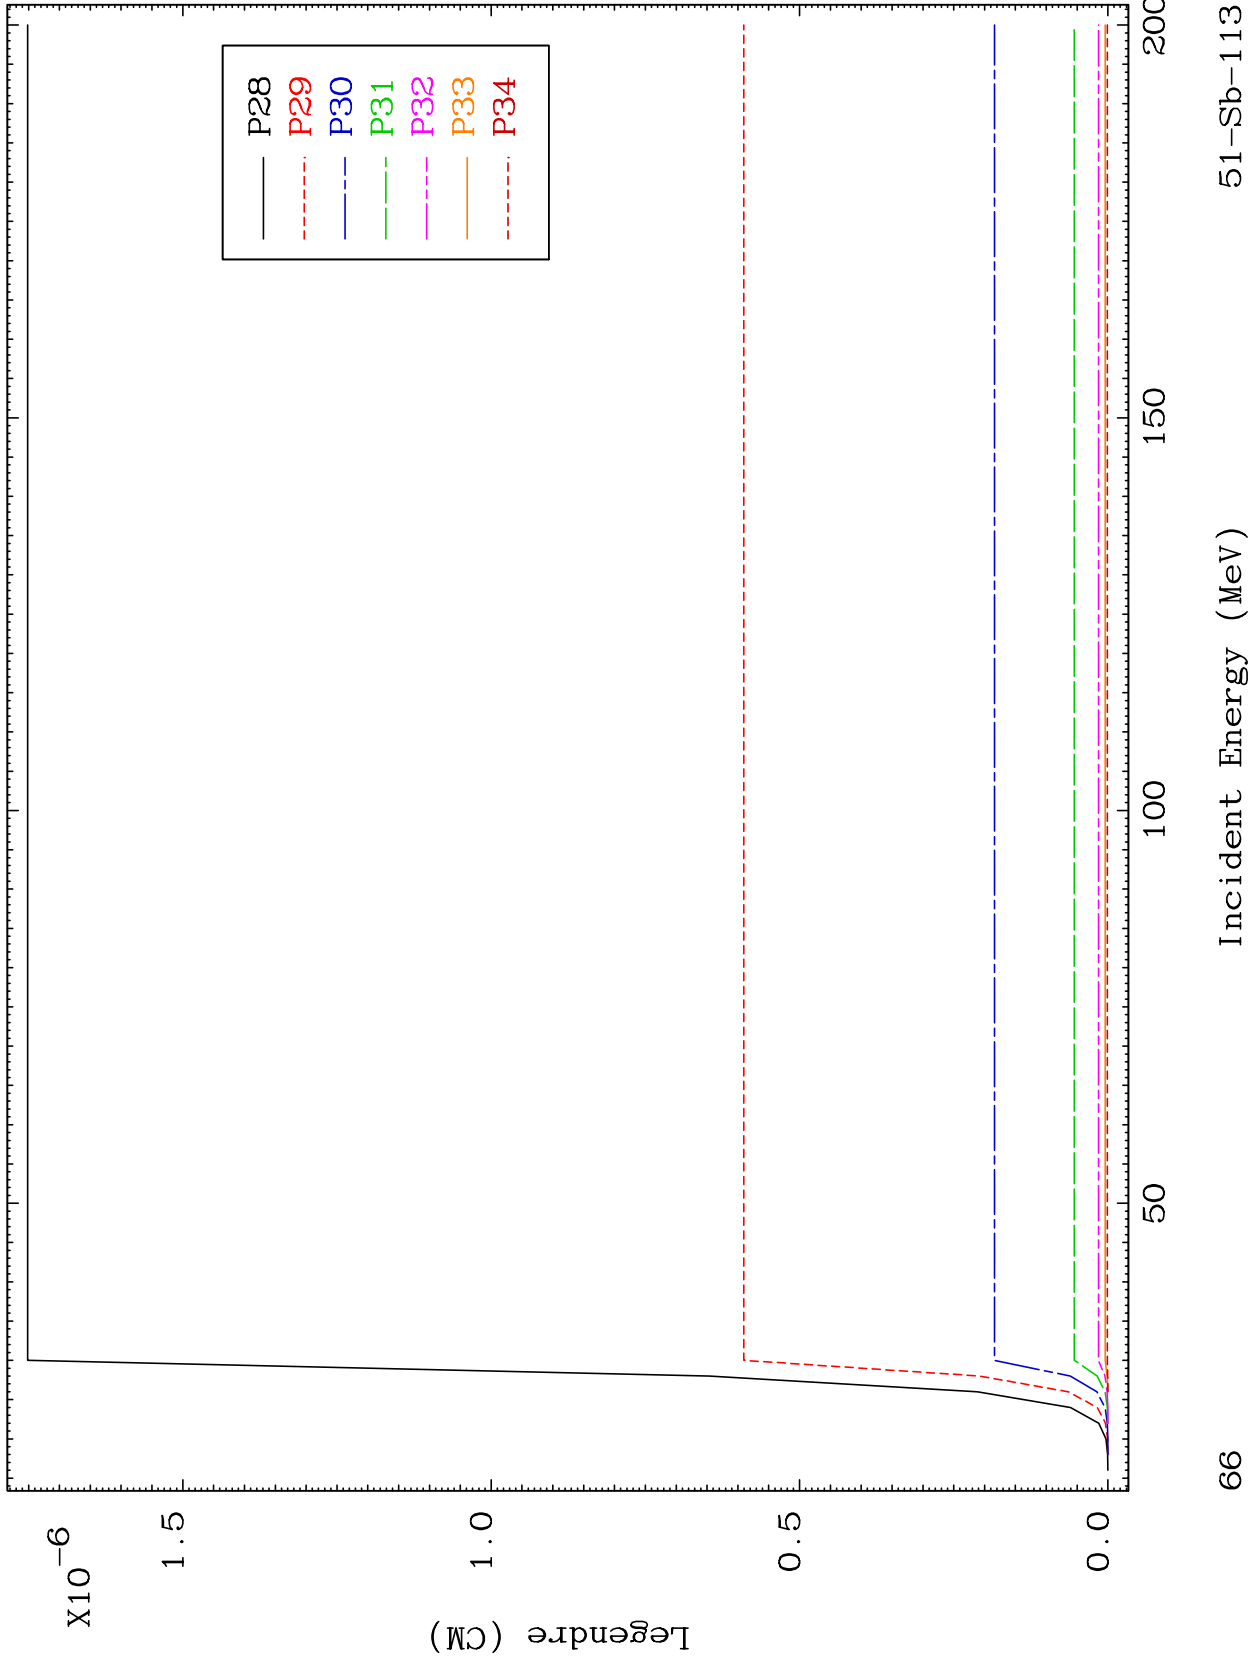 X10-6
1.5
1.0
0.5
0.0
Legendre (CM)
P28
P29
P30
P31
P32
P33
P34
50
100
150
200
Incident Energy (MeV)
66
51-Sb-113